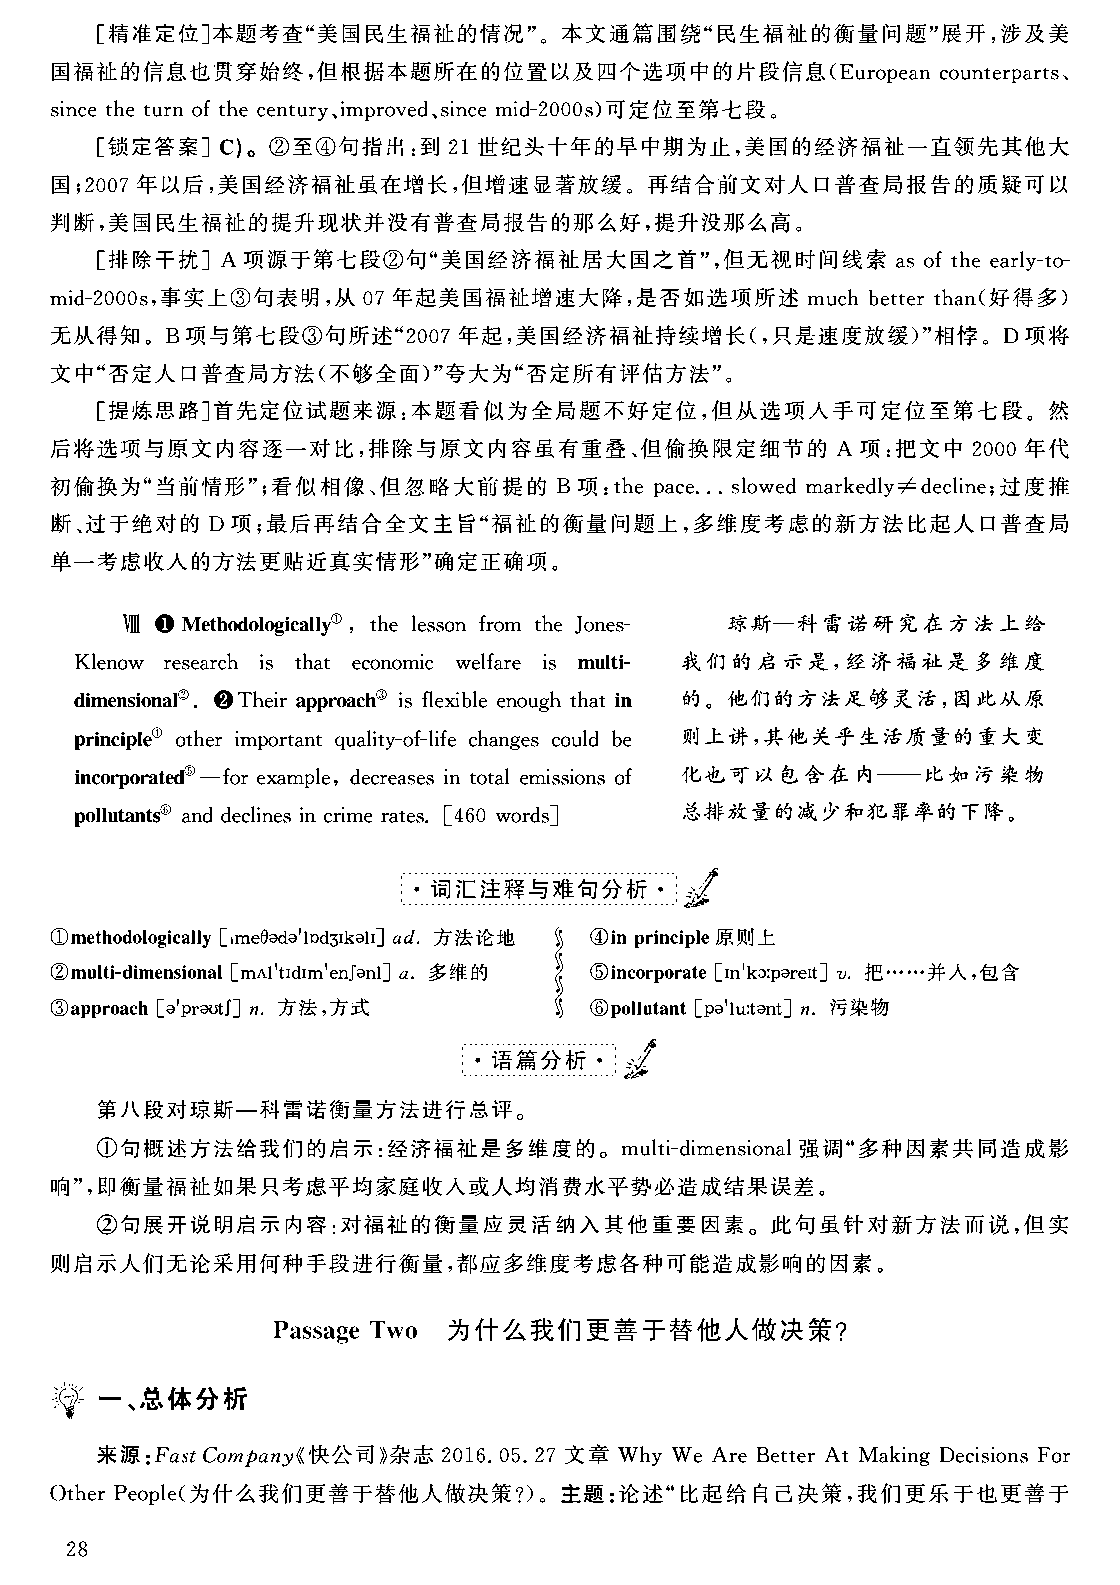 [精准定位]本题考查“美国民生福祉的情况”。本文通篇围绕“民生福祉的衡量问题”展开,涉及美
国福祉的信息也贯穿始终,但根据本题所在的位置以及四个选项中的片段信息(European counterparts、
since the turn of the century、improved、since mid-2000s)可定位至第七段。
[锁定答案] C)。②至④句指出:到 21 世纪头十年的早中期为止,美国的经济福祉一直领先其他大
国;2007 年以后,美国经济福祉虽在增长,但增速显著放缓。再结合前文对人口普查局报告的质疑可以
判断,美国民生福祉的提升现状并没有普查局报告的那么好,提升没那么高。
[排除干扰] A 项源于第七段②句“美国经济福祉居大国之首”,但无视时间线索 as of the early-to-
mid-2000s,事实上③句表明,从 07 年起美国福祉增速大降,是否如选项所述 much better than(好得多)
无从得知。B 项与第七段③句所述“2007 年起,美国经济福祉持续增长(,只是速度放缓)”相悖。D 项将
文中“否定人口普查局方法(不够全面)”夸大为“否定所有评估方法”。
[提炼思路]首先定位试题来源:本题看似为全局题不好定位,但从选项入手可定位至第七段。然
后将选项与原文内容逐一对比,排除与原文内容虽有重叠、但偷换限定细节的 A 项:把文中 2000 年代
初偷换为“当前情形”;看似相像、但忽略大前提的 B 项:the pace... slowed markedly≠decline;过度推
断、过于绝对的 D 项;最后再结合全文主旨“福祉的衡量问题上,多维度考虑的新方法比起人口普查局
单一考虑收入的方法更贴近真实情形”确定正确项。
Ⅷ ❶ Methodologically①, the lesson from the Jones-
Klenow research is that economic welfare is multi-
dimensional②. ❷ Their approach③ is flexible enough that in
principle④ other important quality-of-life changes could be
incorporated⑤—for example, decreases in total emissions of
pollutants⑥ and declines in crime rates. [460 words]
琼斯—科雷诺研究在方法上给
我们的启示是,经济福祉是多维度
的。他们的方法足够灵活,因此从原
则上讲,其他关乎生活质量的重大变
化也可以包含在内——比如污染物
总排放量的减少和犯罪率的下降。
·词汇注释与难句分析·
①methodologically [ˌmeθədəˈlɒdʒɪkəlɪ] ad. 方法论地
②multi-dimensional [mʌlˈtɪdɪmˈenʃənl] a. 多维的
③approach [əˈprəʊtʃ] n. 方法,方式
④in principle 原则上
⑤incorporate [ɪnˈkɔːpəreɪt] v. 把……并入,包含
⑥pollutant [pəˈluːtənt] n. 污染物
·语篇分析·
第八段对琼斯—科雷诺衡量方法进行总评。
①句概述方法给我们的启示:经济福祉是多维度的。multi-dimensional 强调“多种因素共同造成影
响”,即衡量福祉如果只考虑平均家庭收入或人均消费水平势必造成结果误差。
②句展开说明启示内容:对福祉的衡量应灵活纳入其他重要因素。此句虽针对新方法而说,但实
则启示人们无论采用何种手段进行衡量,都应多维度考虑各种可能造成影响的因素。
Passage Two 为什么我们更善于替他人做决策?
一、总体分析
来源:Fast Company《快公司》杂志 2016.05.27 文章 Why We Are Better At Making Decisions For
Other People(为什么我们更善于替他人做决策?)。主题:论述“比起给自己决策,我们更乐于也更善于
28